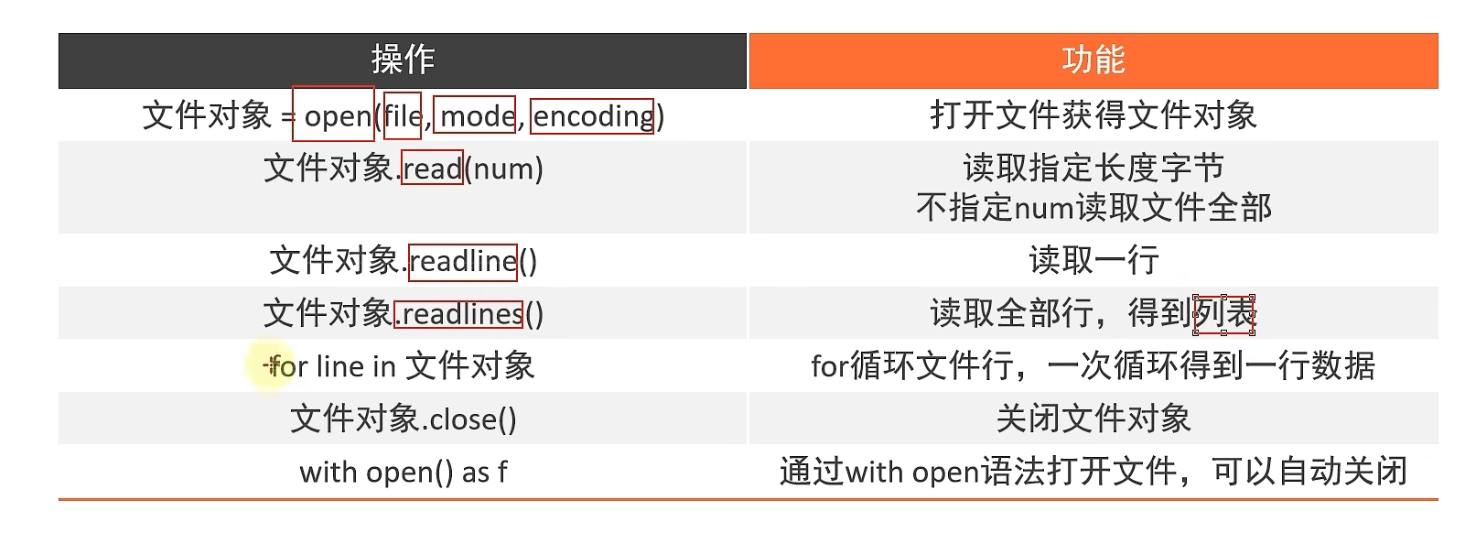 操作 功能
文件对象 = open(file, mode, encoding) 打开文件获得文件对象
文件对象.read(num) 读取指定长度字节
不指定num读取文件全部
文件对象.readline() 读取一行
文件对象.readlines() 读取全部行，得到列表
for line in 文件对象 for循环文件行，一次循环得到一行数据
文件对象.close() 关闭文件对象
with open() as f 通过with open语法打开文件，可以自动关闭